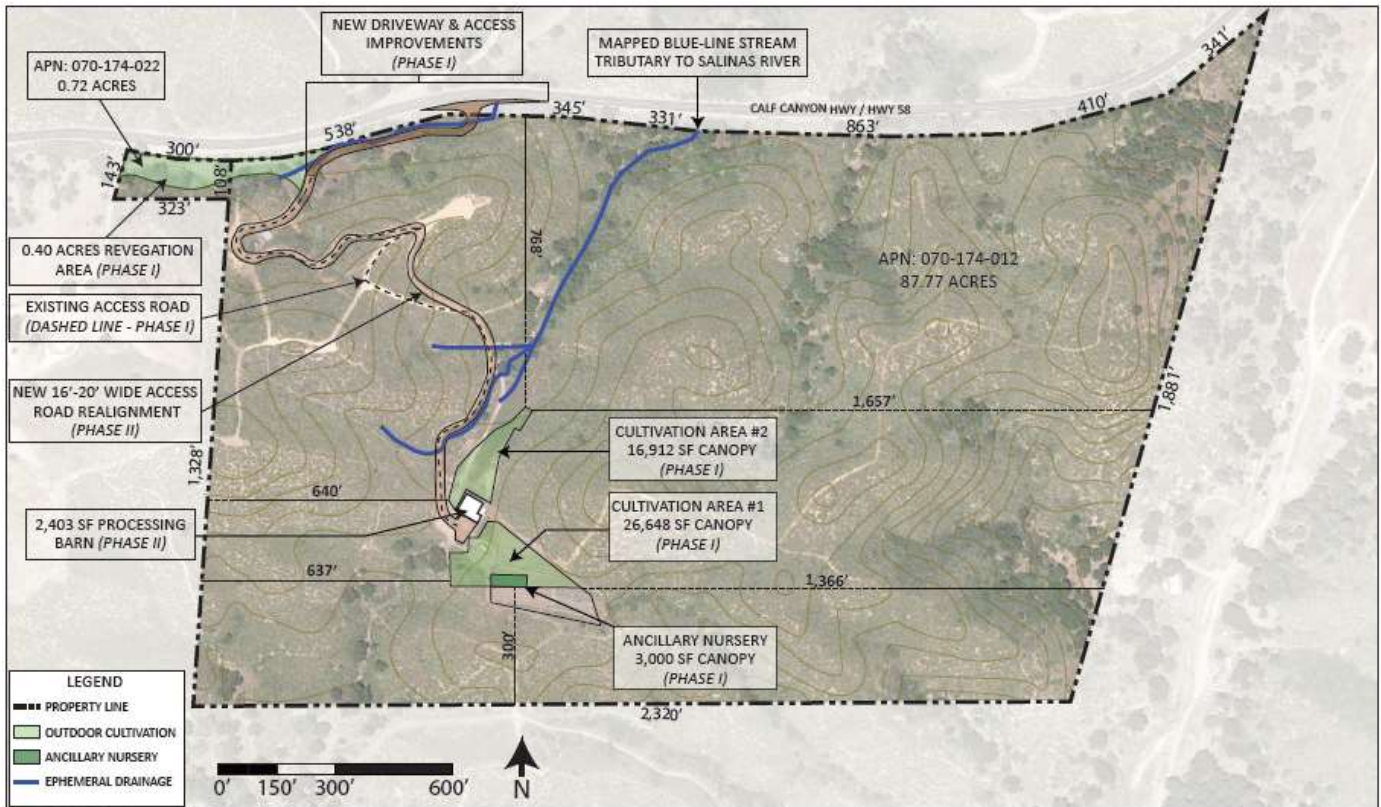 NEW DRIVEWAY & ACCESS
IMPROVEMENTS
(PHASE I)
MAPPED BLUE-LINE STREAM
TRIBUTARY TO SALINAS RIVER
APN: 070-174-022
0.72 ACRES
341'
410'
CALF CANYON HWY / HWY 58
863'
331'
345'
538'
300'
143'
108'
323'
0.40 ACRES REVEGATION
AREA (PHASE I)
768'
APN: 070-174-012
87.77 ACRES
EXISTING ACCESS ROAD
(DASHED LINE - PHASE I)
NEW 16'-20' WIDE ACCESS
ROAD REALIGNMENT
(PHASE II)
1,881'
1,657'
CULTIVATION AREA #2
16,912 SF CANOPY
(PHASE I)
1,328'
640'
CULTIVATION AREA #1
26,648 SF CANOPY
(PHASE I)
2,403 SF PROCESSING
BARN (PHASE II)
637'
1,366'
300'
ANCILLARY NURSERY
3,000 SF CANOPY
(PHASE I)
2,320'
LEGEND
PROPERTY LINE
OUTDOOR CULTIVATION
ANCILLARY NURSERY
EPHEMERAL DRAINAGE
0' 150' 300' 600'
N